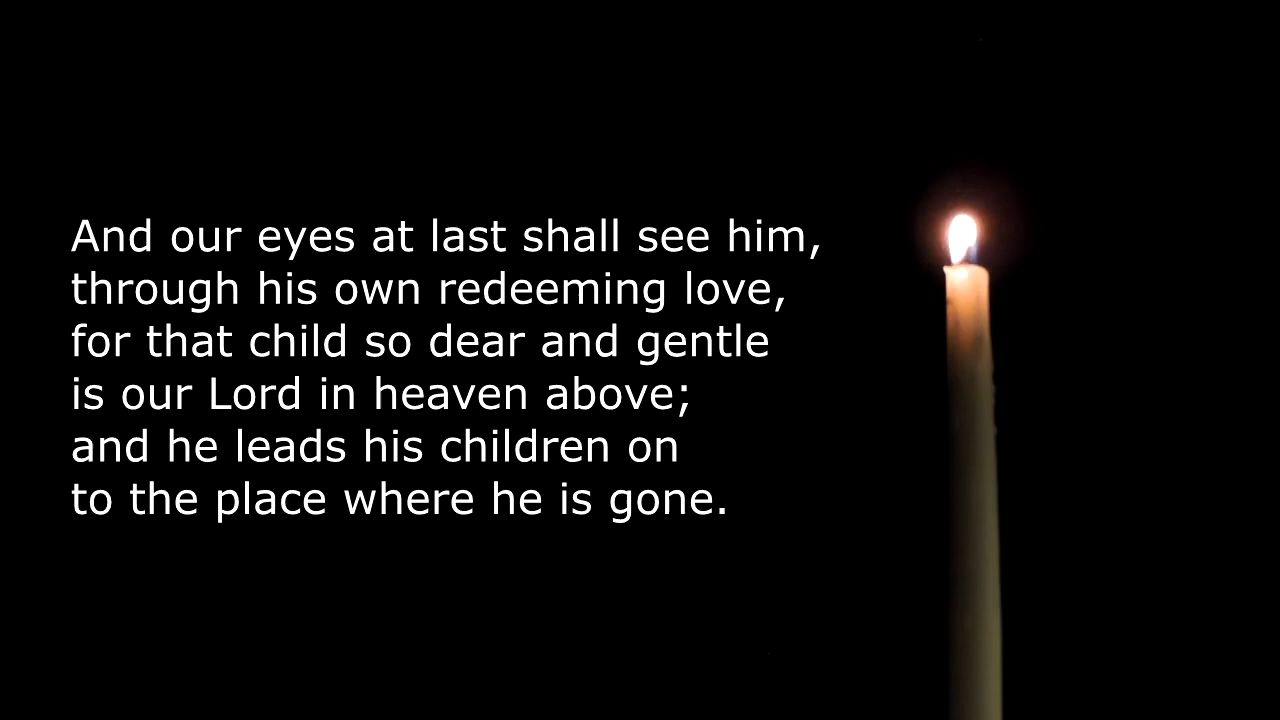 And our eyes at last shall see him,
through his own redeeming love,
for that child so dear and gentle
is our Lord in heaven above;
and he leads his children on
to the place where he is gone.